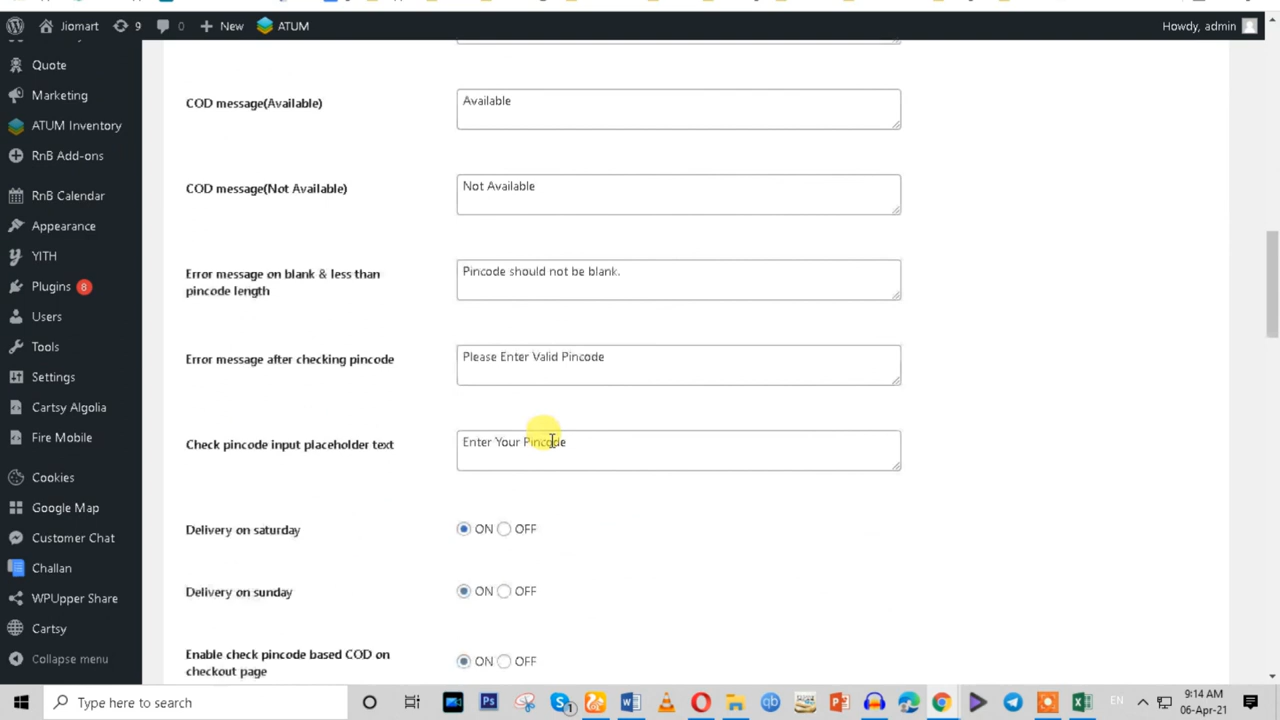 Jiomart 9 0 New ATUM Howdy, admin
Quote
Marketing
ATUM Inventory
RnB Add-ons
RnB Calendar
Appearance
YITH
Plugins 8
Users
Tools
Settings
Cartsy Algolia
Fire Mobile
Cookies
Google Map
Customer Chat
Challan
WPUpper Share
Cartsy
Collapse menu
COD message(Available)
Available
COD message(Not Available)
Not Available
Error message on blank & less than
pincode length
Pincode should not be blank.
Error message after checking pincode
Please Enter Valid Pincode
Check pincode input placeholder text
Enter Your Pincode
Delivery on saturday
ON OFF
Delivery on sunday
ON OFF
Enable check pincode based COD on
checkout page
ON OFF
Type here to search
EN
9:14 AM
06-Apr-21